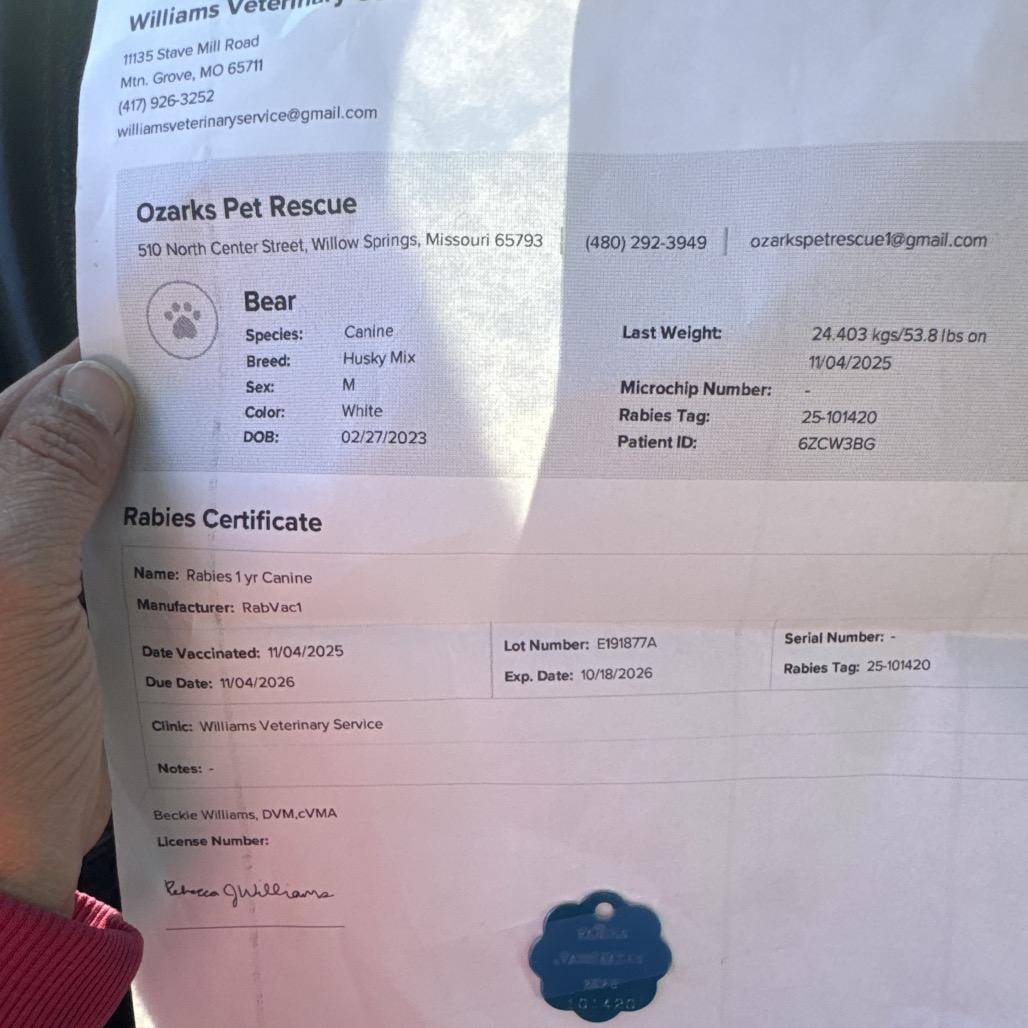 Williams Veterinary
11135 Stave Mill Road
Mtn. Grove, MO 65711
(417) 926-3252
williamsveterinaryservice@gmail.com
Ozarks Pet Rescue
510 North Center Street, Willow Springs, Missouri 65793 | (480) 292-3949 | ozarkspetrescue1@gmail.com
Bear
Species: Canine
Breed: Husky Mix
Sex: M
Color: White
DOB: 02/27/2023
Last Weight: 24.403 kgs/53.8 lbs on
11/04/2025
Microchip Number: -
Rabies Tag: 25-101420
Patient ID: 6ZCW3BG
Rabies Certificate
Name: Rabies 1 yr Canine
Manufacturer: RabVac1
Date Vaccinated: 11/04/2025
Due Date: 11/04/2026
Lot Number: E191877A
Exp. Date: 10/18/2026
Serial Number: -
Rabies Tag: 25-101420
Clinic: Williams Veterinary Service
Notes: -
Beckie Williams, DVM,cVMA
License Number:
Rebecca J Williams
101420